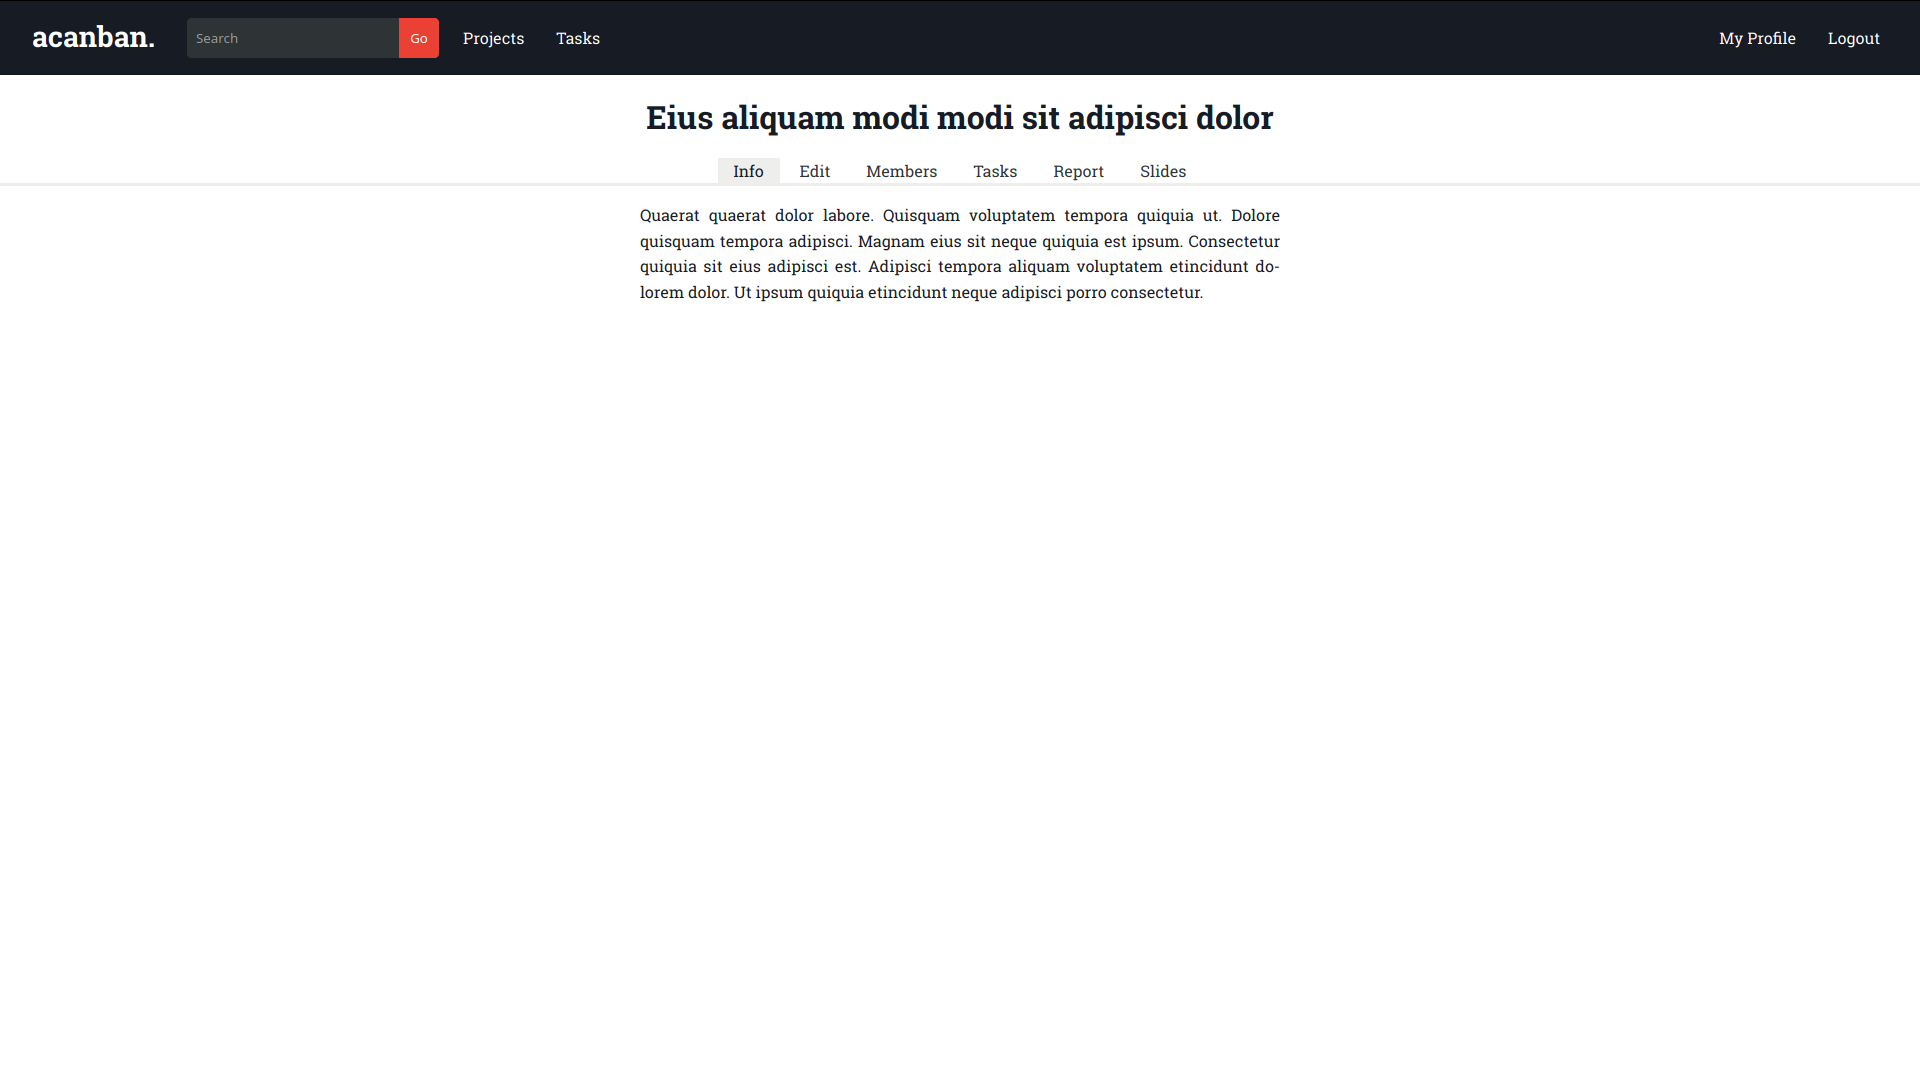 acanban.
Search
Go
Projects
Tasks
My Profile
Logout
Eius aliquam modi modi sit adipisci dolor
Info
Edit
Members
Tasks
Report
Slides
Quaerat quaerat dolor labore. Quisquam voluptatem tempora quiquia ut. Dolore
quisquam tempora adipisci. Magnam eius sit neque quiquia est ipsum. Consectetur
quiquia sit eius adipisci est. Adipisci tempora aliquam voluptatem etincidunt do-
lorem dolor. Ut ipsum quiquia etincidunt neque adipisci porro consectetur.